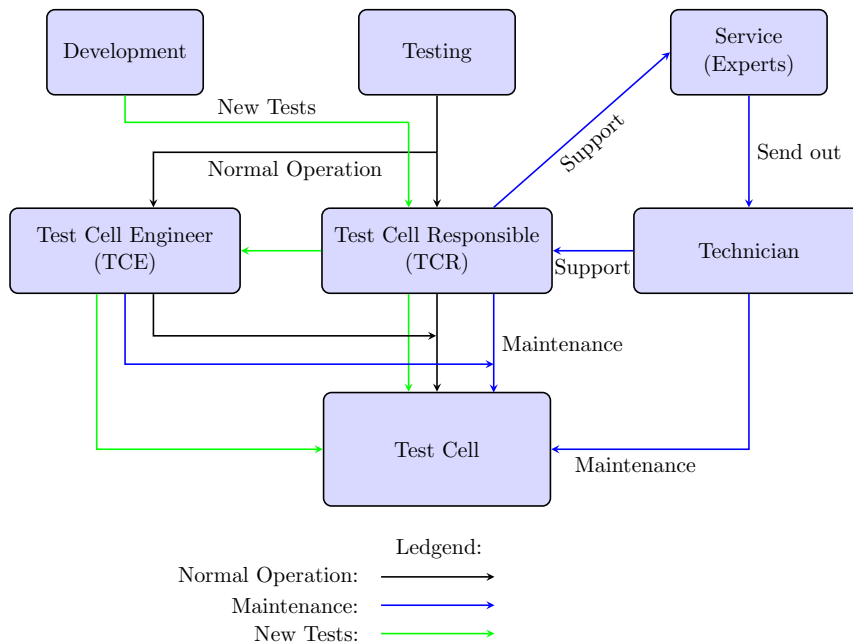 Development
Testing
Service
(Experts)
New Tests
Support
Send out
Normal Operation
Test Cell Engineer
(TCE)
Test Cell Responsible
(TCR)
Technician
Support
Maintenance
Test Cell
Maintenance
Ledgend:
Normal Operation:
Maintenance:
New Tests: